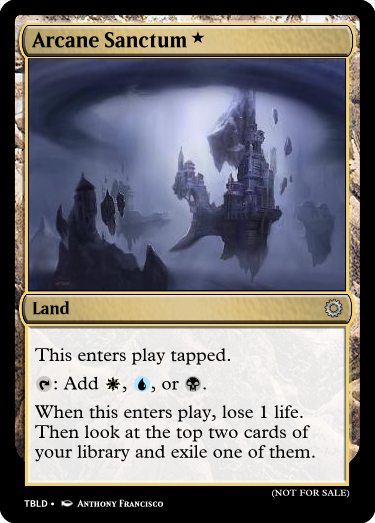 Arcane Sanctum ★
Land
This enters play tapped.
: Add , , or .
When this enters play, lose 1 life.
Then look at the top two cards of
your library and exile one of them.
(NOT FOR SALE)
TBLD • Anthony Francisco